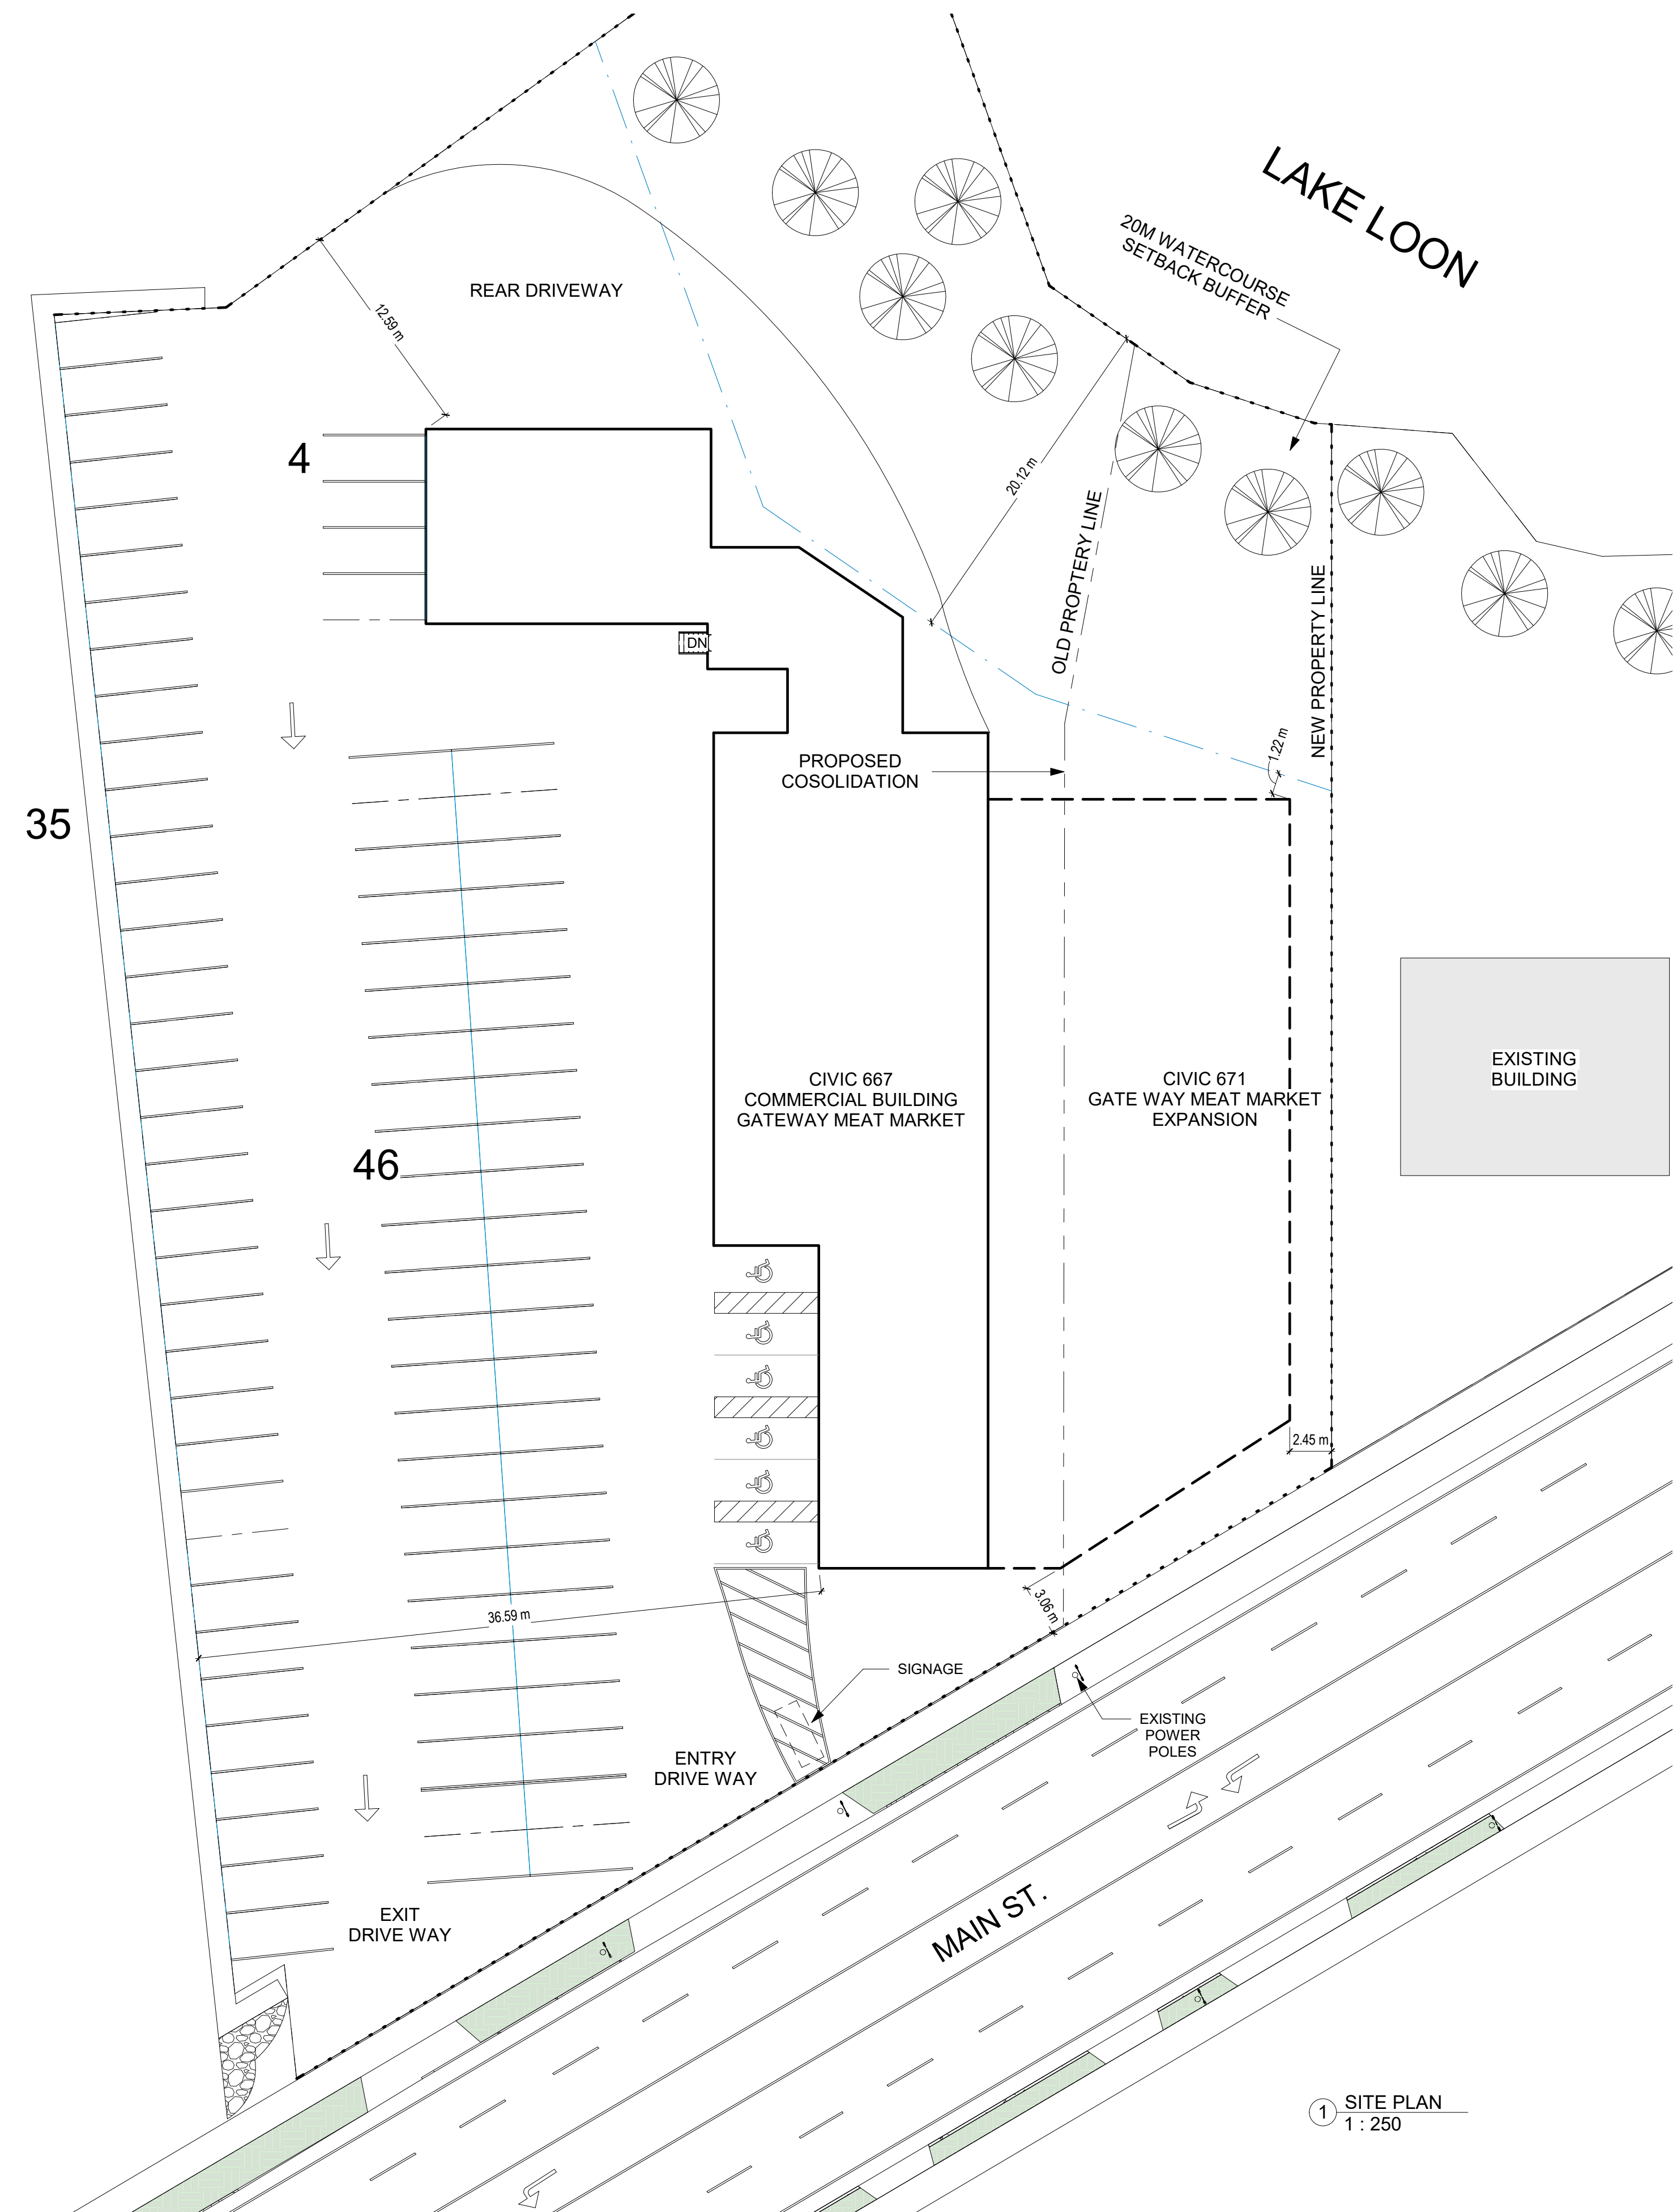 LAKE LOON
20M WATERCOURSE
SETBACK BUFFER
REAR DRIVEWAY
12.59 m
4
20.12 m
OLD PROPTERY LINE
NEW PROPERTY LINE
DN
1.22 m
PROPOSED
COSOLIDATION
35
EXISTING
BUILDING
CIVIC 667
COMMERCIAL BUILDING
GATEWAY MEAT MARKET
CIVIC 671
GATE WAY MEAT MARKET
EXPANSION
46
2.45 m
36.59 m
3.06 m
SIGNAGE
EXISTING
POWER
POLES
ENTRY
DRIVE WAY
EXIT
DRIVE WAY
MAIN ST.
1
SITE PLAN
1 : 250